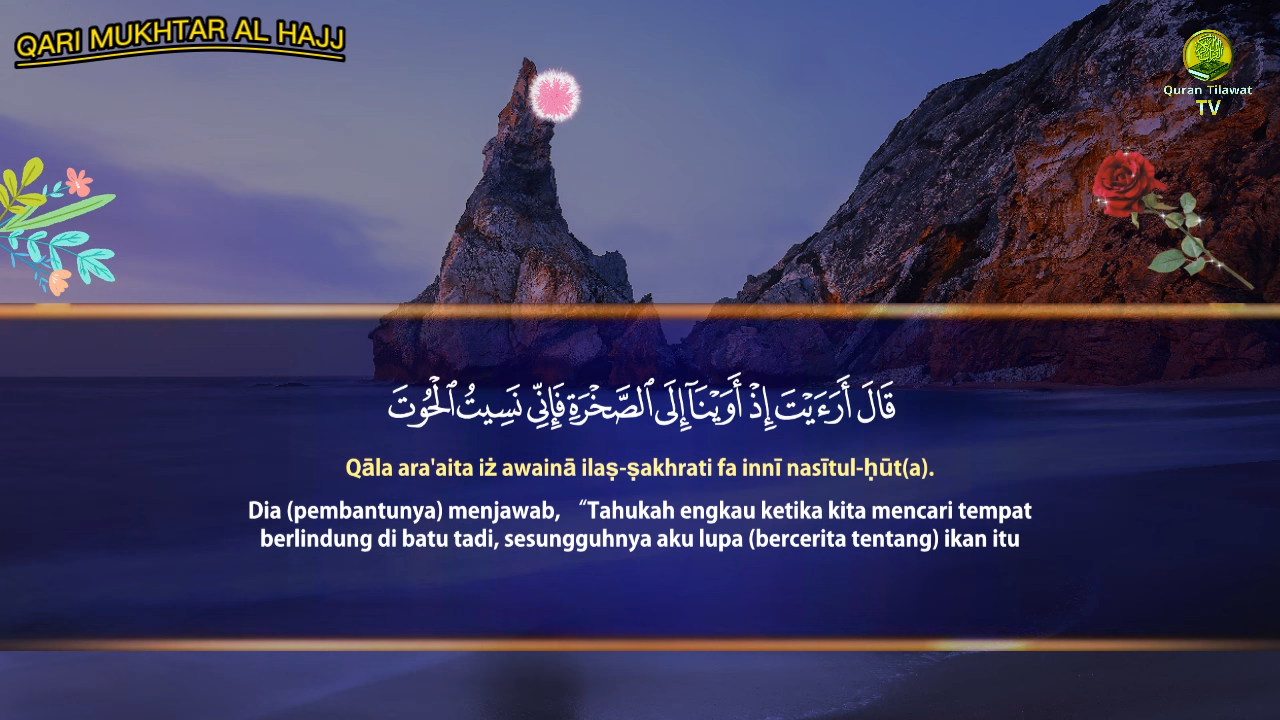 QARI MUKHTAR AL HAJJ
Quran Tilawat
TV
قَالَ أَرَءَيۡتَ إِذۡ أَوَيۡنَآ إِلَى ٱلصَّخۡرَةِ فَإِنِّي نَسِيتُ ٱلۡحُوتَ
Qāla ara'aita iż awainā ilaṣ-ṣakhrati fa innī nasītul-ḥūt(a).
Dia (pembantunya) menjawab, “Tahukah engkau ketika kita mencari tempat
berlindung di batu tadi, sesungguhnya aku lupa (bercerita tentang) ikan itu